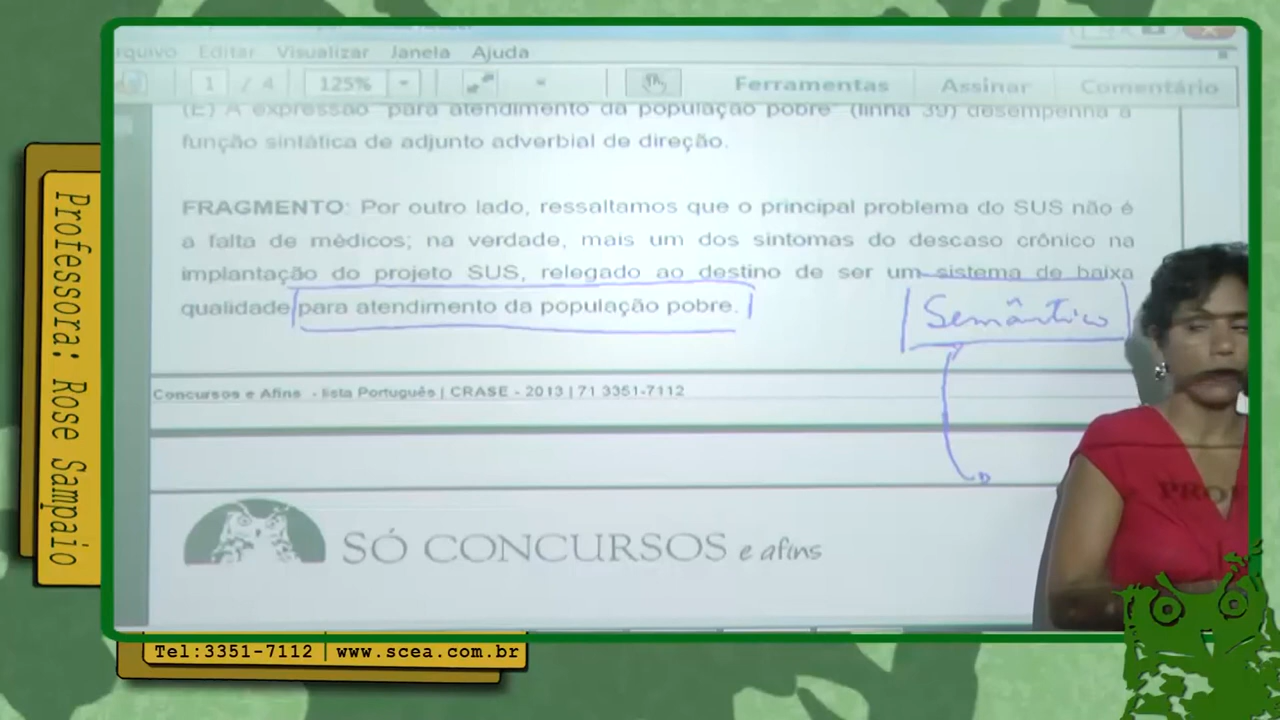 Arquivo Editar Visualizar Janela Ajuda
1 / 4 125% Ferramentas Assinar Comentário
(E) A expressão para atendimento da população pobre (linha 39) desempenha a
função sintática de adjunto adverbial de direção.
FRAGMENTO: Por outro lado, ressaltamos que o principal problema do SUS não é
a falta de médicos; na verdade, mais um dos sintomas do descaso crônico na
implantação do projeto SUS, relegado ao destino de ser um sistema de baixa
qualidade para atendimento da população pobre.
Semântico
Concursos e Afins - lista Português | CRASE - 2013 | 71 3351-7112
SÓ CONCURSOS e afins
Professora: Rose Sampaio
Tel:3351-7112 | www.scea.com.br